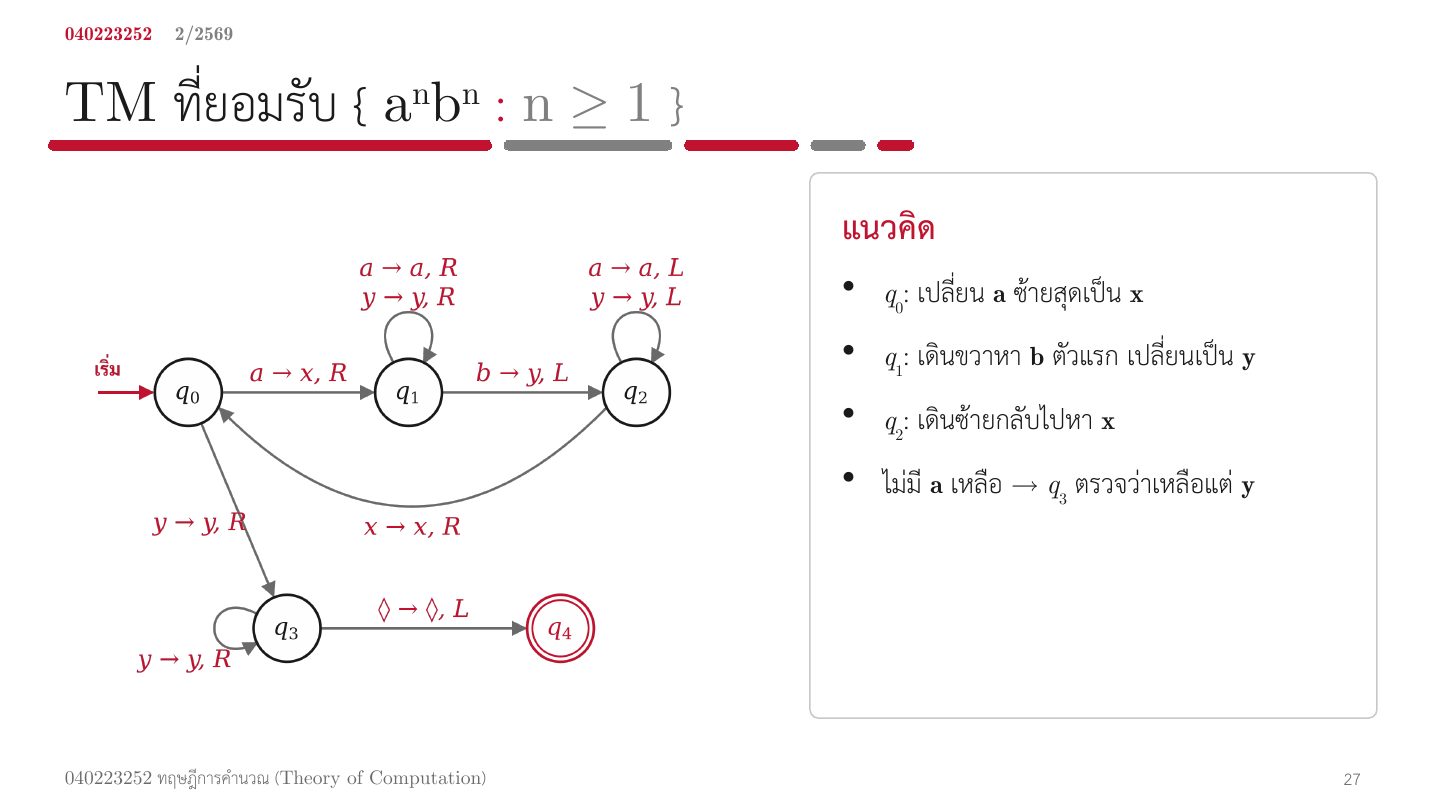 040223252 2/2569
TM ที่ยอมรับ { aⁿbⁿ : n ≥ 1 }
a → a, R
y → y, R
a → a, L
y → y, L
เริ่ม
q₀
a → x, R
q₁
b → y, L
q₂
y → y, R
x → x, R
q₃
◊ → ◊, L
q₄
y → y, R
แนวคิด
• q₀: เปลี่ยน a ซ้ายสุดเป็น x
• q₁: เดินขวาหา b ตัวแรก เปลี่ยนเป็น y
• q₂: เดินซ้ายกลับไปหา x
• ไม่มี a เหลือ → q₃ ตรวจว่าเหลือแต่ y
040223252 ทฤษฎีการคำนวณ (Theory of Computation)
27